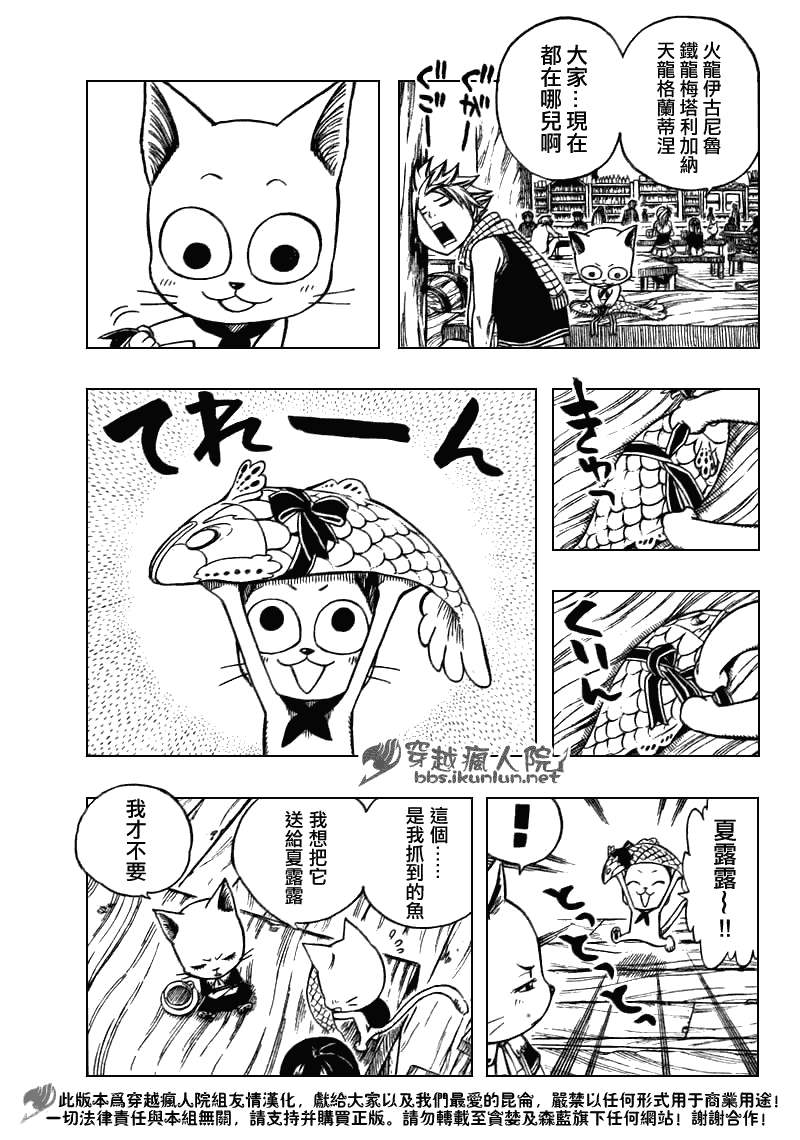 火龍伊古尼魯
鐵龍梅塔利加納
天龍格蘭蒂涅
大家…現在
都在哪兒啊
じぎー
じごー
きゅっ
てれーん
くりん
夏露露～!!
!
とっとっとっ
這個……
是我抓到的魚
我想把它
送給夏露露
我才不要
穿越瘋人院
bbs.ikunlun.net
此版本爲穿越瘋人院組友情漢化，獻給大家以及我們最愛的昆侖，嚴禁以任何形式用于商業用途！
一切法律責任與本組無關，請支持并購買正版。請勿轉載至貪婪及森藍旗下任何網站！謝謝合作！